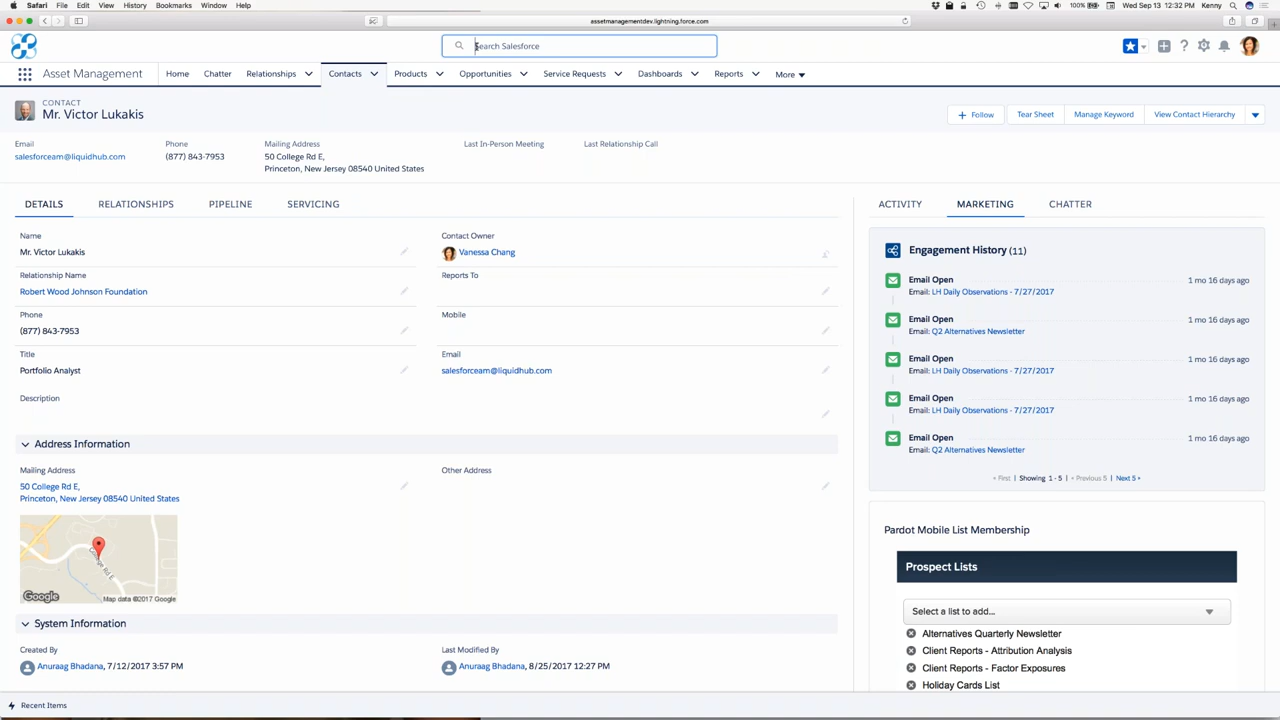 Safari File Edit View History Bookmarks Window Help
100% Wed Sep 13 12:32 PM Kenny
assetmanagementdev.lightning.force.com
Search Salesforce
Asset Management Home Chatter Relationships Contacts Products Opportunities Service Requests Dashboards Reports More
CONTACT
Mr. Victor Lukakis
+ Follow Tear Sheet Manage Keyword View Contact Hierarchy
Email Phone Mailing Address Last In-Person Meeting Last Relationship Call
salesforceam@liquidhub.com (877) 843-7953 50 College Rd E,
Princeton, New Jersey 08540 United States
DETAILS RELATIONSHIPS PIPELINE SERVICING
Name Contact Owner
Mr. Victor Lukakis Vanessa Chang
Relationship Name Reports To
Robert Wood Johnson Foundation
Phone Mobile
(877) 843-7953
Title Email
Portfolio Analyst salesforceam@liquidhub.com
Description
Address Information
Mailing Address Other Address
50 College Rd E,
Princeton, New Jersey 08540 United States
College Rd E
Google Map data ©2017 Google
System Information
Created By Last Modified By
Anuraag Bhadana, 7/12/2017 3:57 PM Anuraag Bhadana, 8/25/2017 12:27 PM
ACTIVITY MARKETING CHATTER
Engagement History (11)
Email Open 1 mo 16 days ago
Email: LH Daily Observations - 7/27/2017
Email Open 1 mo 16 days ago
Email: Q2 Alternatives Newsletter
Email Open 1 mo 16 days ago
Email: LH Daily Observations - 7/27/2017
Email Open 1 mo 16 days ago
Email: LH Daily Observations - 7/27/2017
Email Open 1 mo 16 days ago
Email: Q2 Alternatives Newsletter
« First | Showing 1 - 5 | « Previous 5 | Next 5 »
Pardot Mobile List Membership
Prospect Lists
Select a list to add...
Alternatives Quarterly Newsletter
Client Reports - Attribution Analysis
Client Reports - Factor Exposures
Holiday Cards List
Recent Items